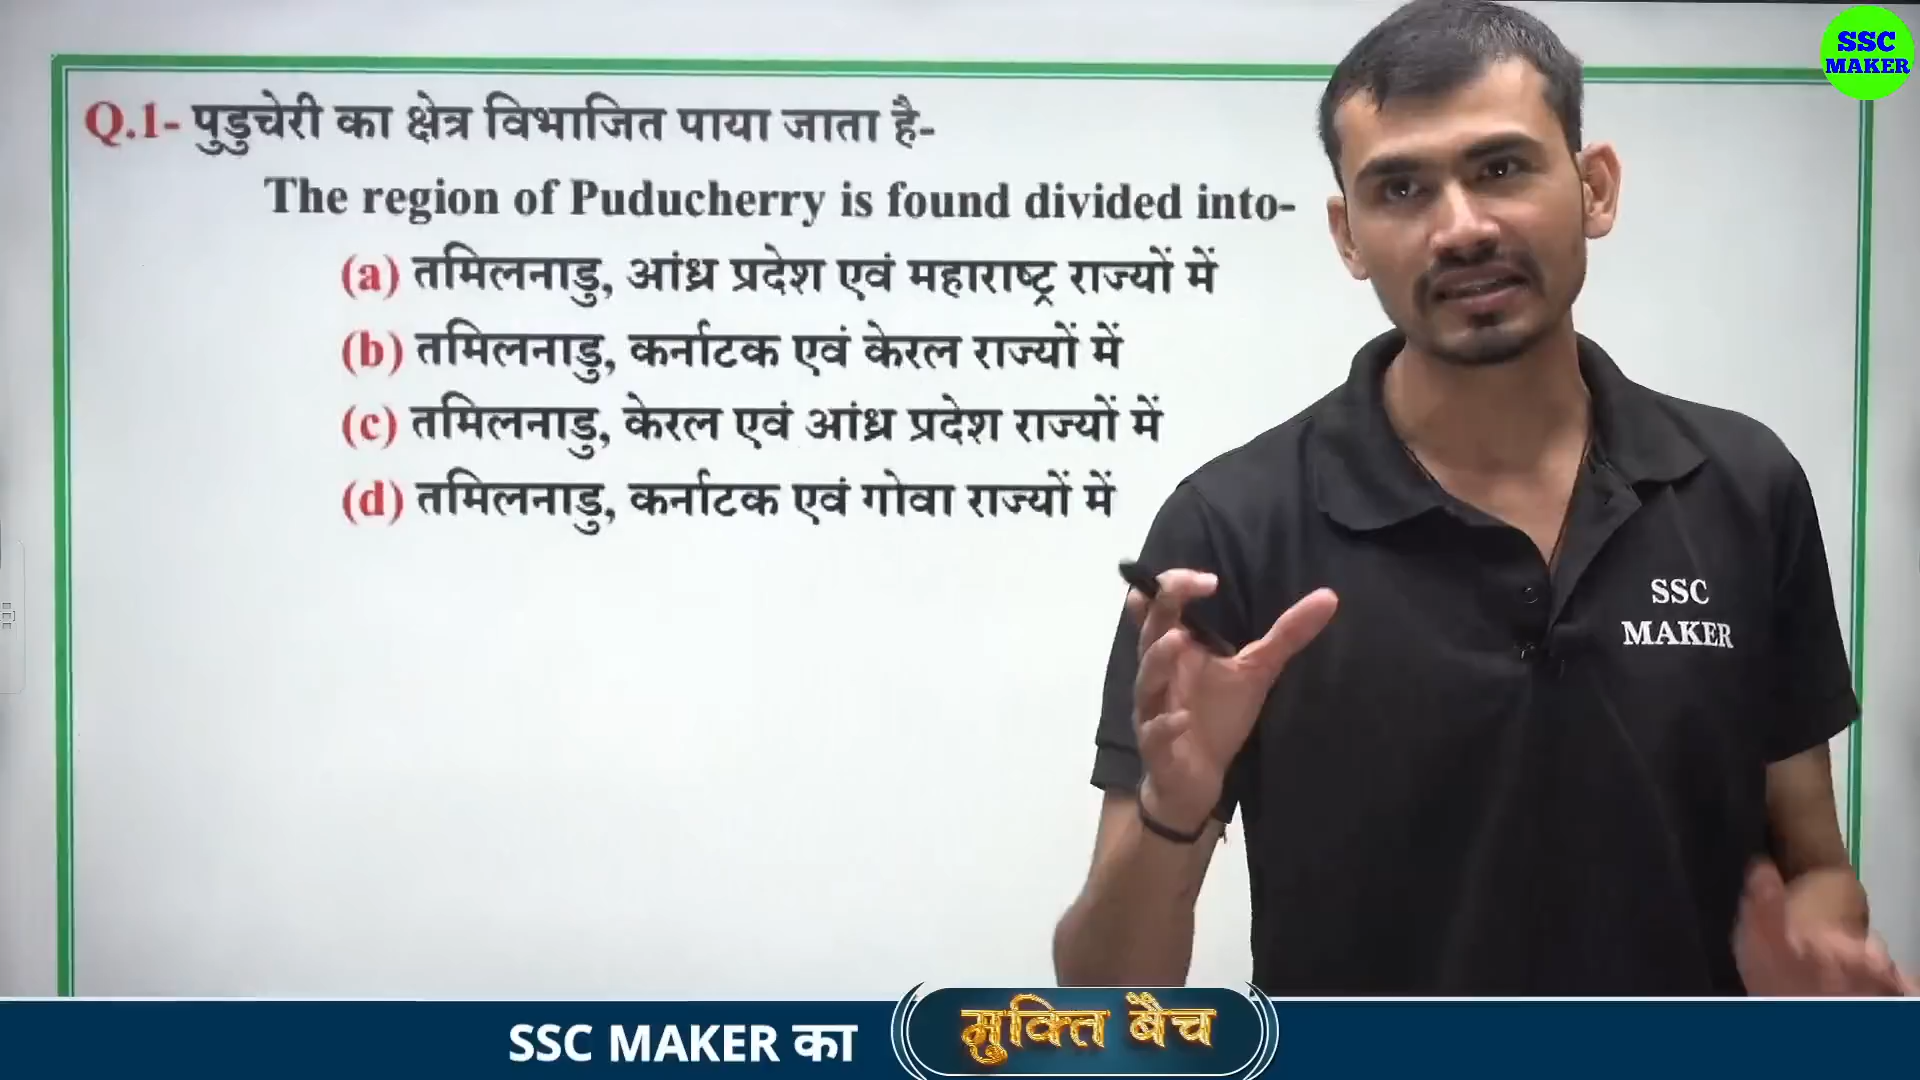 SSC
MAKER
Q.1- पुडुचेरी का क्षेत्र विभाजित पाया जाता है-
The region of Puducherry is found divided into-
(a) तमिलनाडु, आंध्र प्रदेश एवं महाराष्ट्र राज्यों में
(b) तमिलनाडु, कर्नाटक एवं केरल राज्यों में
(c) तमिलनाडु, केरल एवं आंध्र प्रदेश राज्यों में
(d) तमिलनाडु, कर्नाटक एवं गोवा राज्यों में
SSC
MAKER
SSC MAKER का मुक्ति बैच